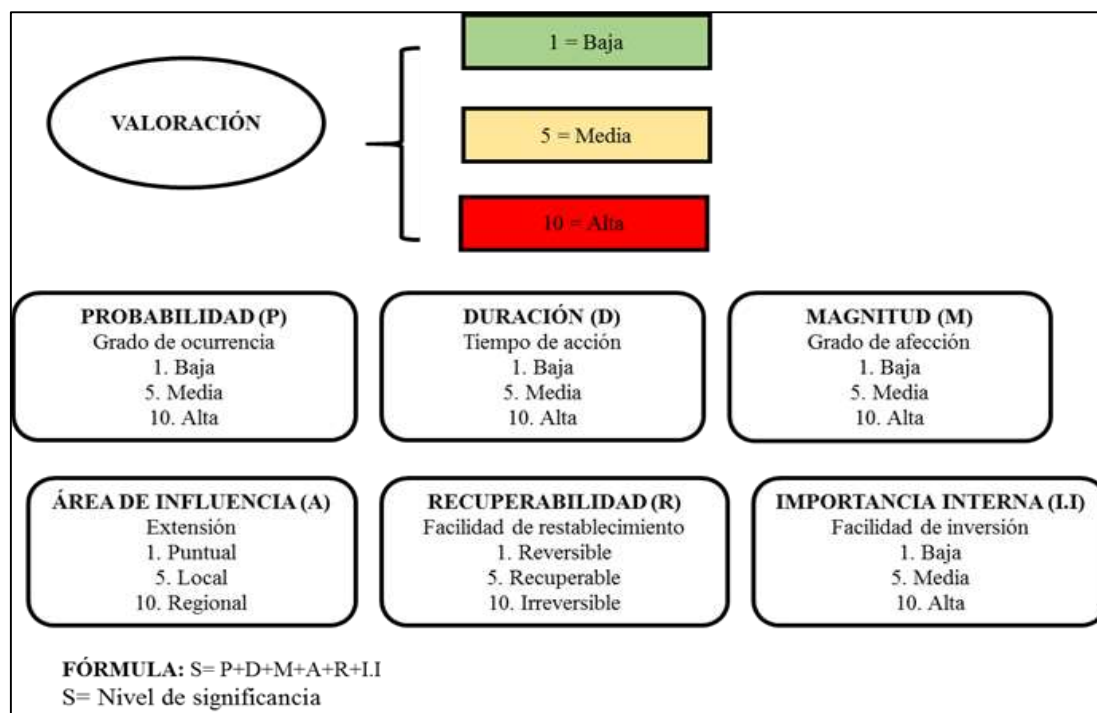 VALORACIÓN
1 = Baja
5 = Media
10 = Alta
PROBABILIDAD (P)
Grado de ocurrencia
1. Baja
5. Media
10. Alta
DURACIÓN (D)
Tiempo de acción
1. Baja
5. Media
10. Alta
MAGNITUD (M)
Grado de afección
1. Baja
5. Media
10. Alta
ÁREA DE INFLUENCIA (A)
Extensión
1. Puntual
5. Local
10. Regional
RECUPERABILIDAD (R)
Facilidad de restablecimiento
1. Reversible
5. Recuperable
10. Irreversible
IMPORTANCIA INTERNA (I.I)
Facilidad de inversión
1. Baja
5. Media
10. Alta
FÓRMULA: S= P+D+M+A+R+I.I
S= Nivel de significancia